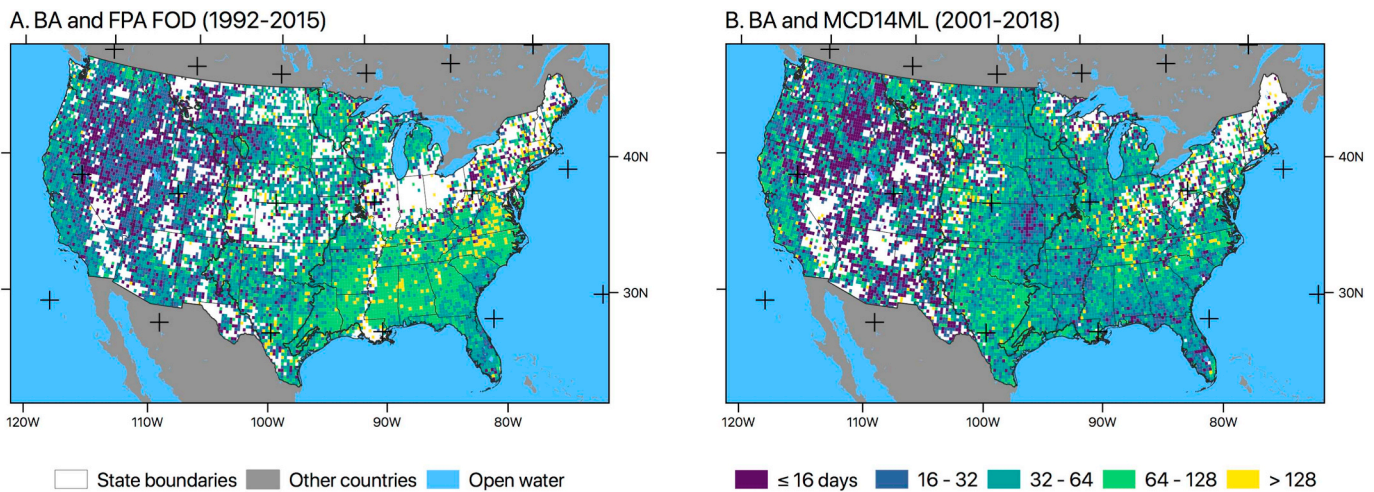 A. BA and FPA FOD (1992-2015)
B. BA and MCD14ML (2001-2018)
40N
30N
120W 110W 100W 90W 80W
40N
30N
120W 110W 100W 90W 80W
State boundaries Other countries Open water
≤ 16 days 16 - 32 32 - 64 64 - 128 > 128